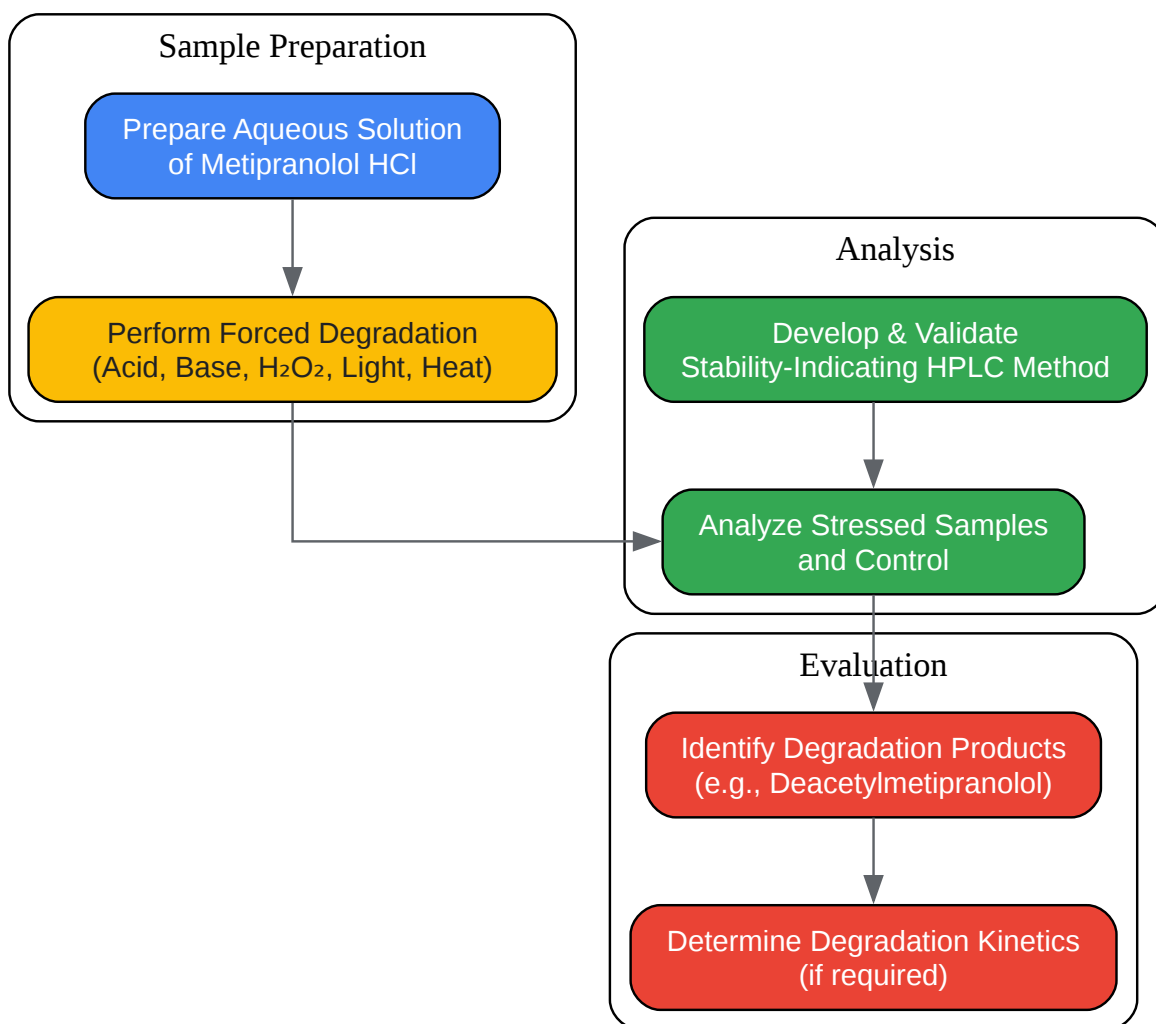 Sample Preparation
Prepare Aqueous Solution
of Metipranolol HCl
Perform Forced Degradation
(Acid, Base, H₂O₂, Light, Heat)
Analysis
Develop & Validate
Stability-Indicating HPLC Method
Analyze Stressed Samples
and Control
Evaluation
Identify Degradation Products
(e.g., Deacetylmetipranolol)
Determine Degradation Kinetics
(if required)